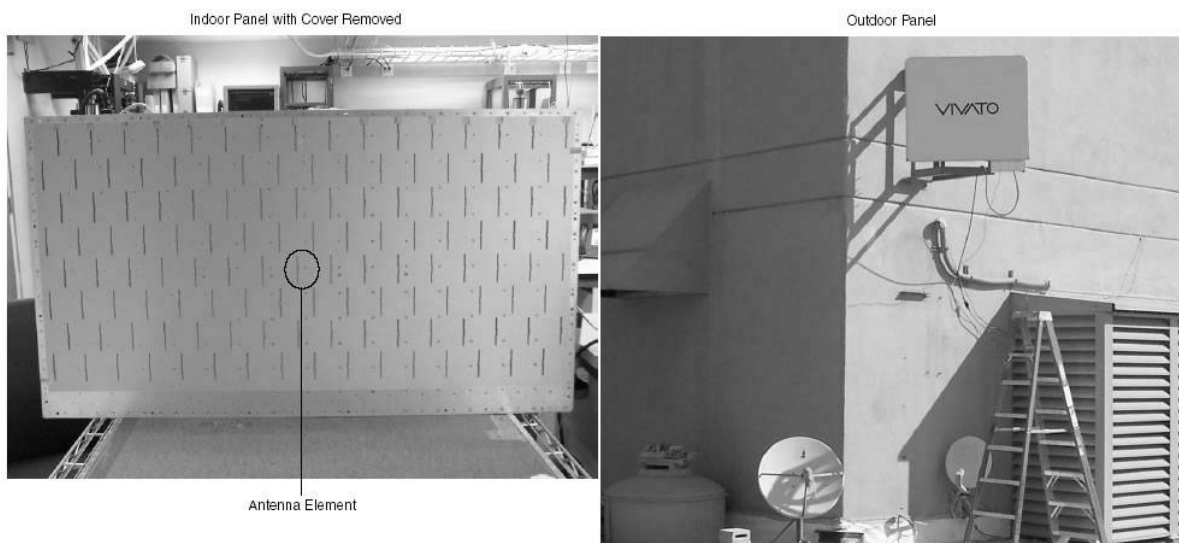 Indoor Panel with Cover Removed
Outdoor Panel
VIVATO
Antenna Element